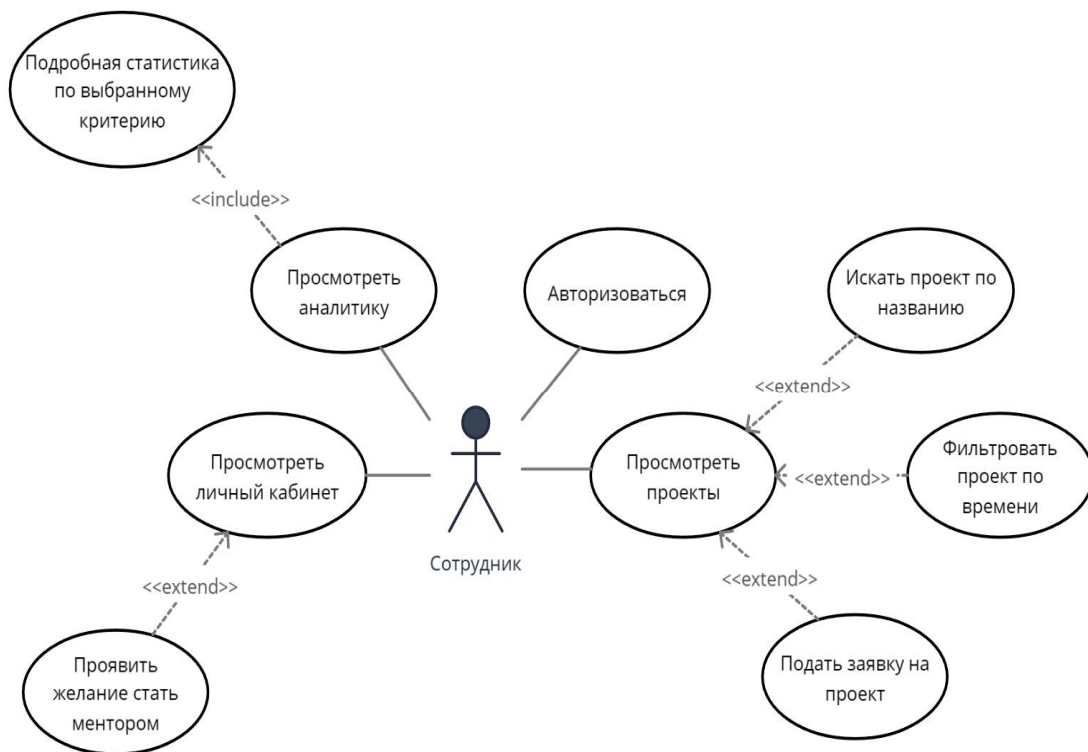 Подробная статистика
по выбранному
критерию
<<include>>
Просмотреть
аналитику
Авторизоваться
Искать проект по
названию
<<extend>>
Просмотреть
личный кабинет
Сотрудник
Просмотреть
проекты
<<extend>>
Фильтровать
проект по
времени
<<extend>>
<<extend>>
Проявить
желание стать
ментором
Подать заявку на
проект